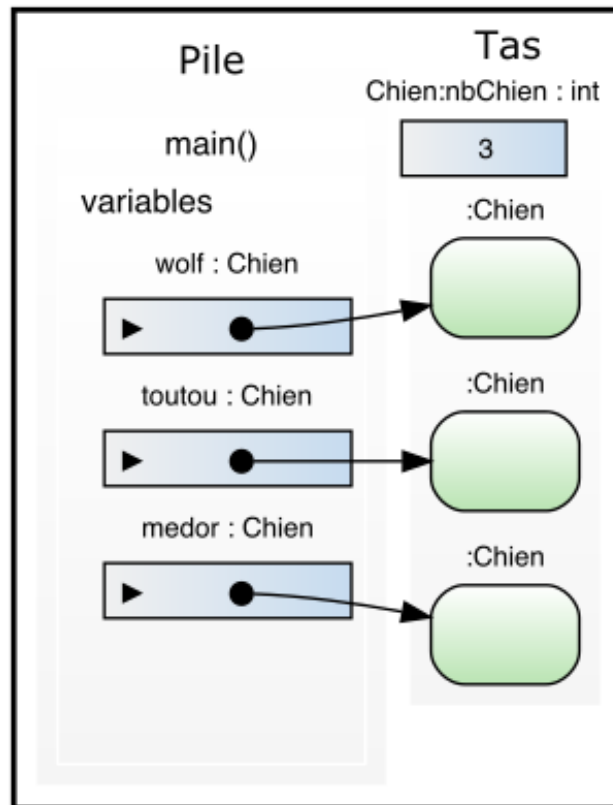 Pile
main()
variables
wolf : Chien
toutou : Chien
medor : Chien
Tas
Chien:nbChien : int
3
:Chien
:Chien
:Chien